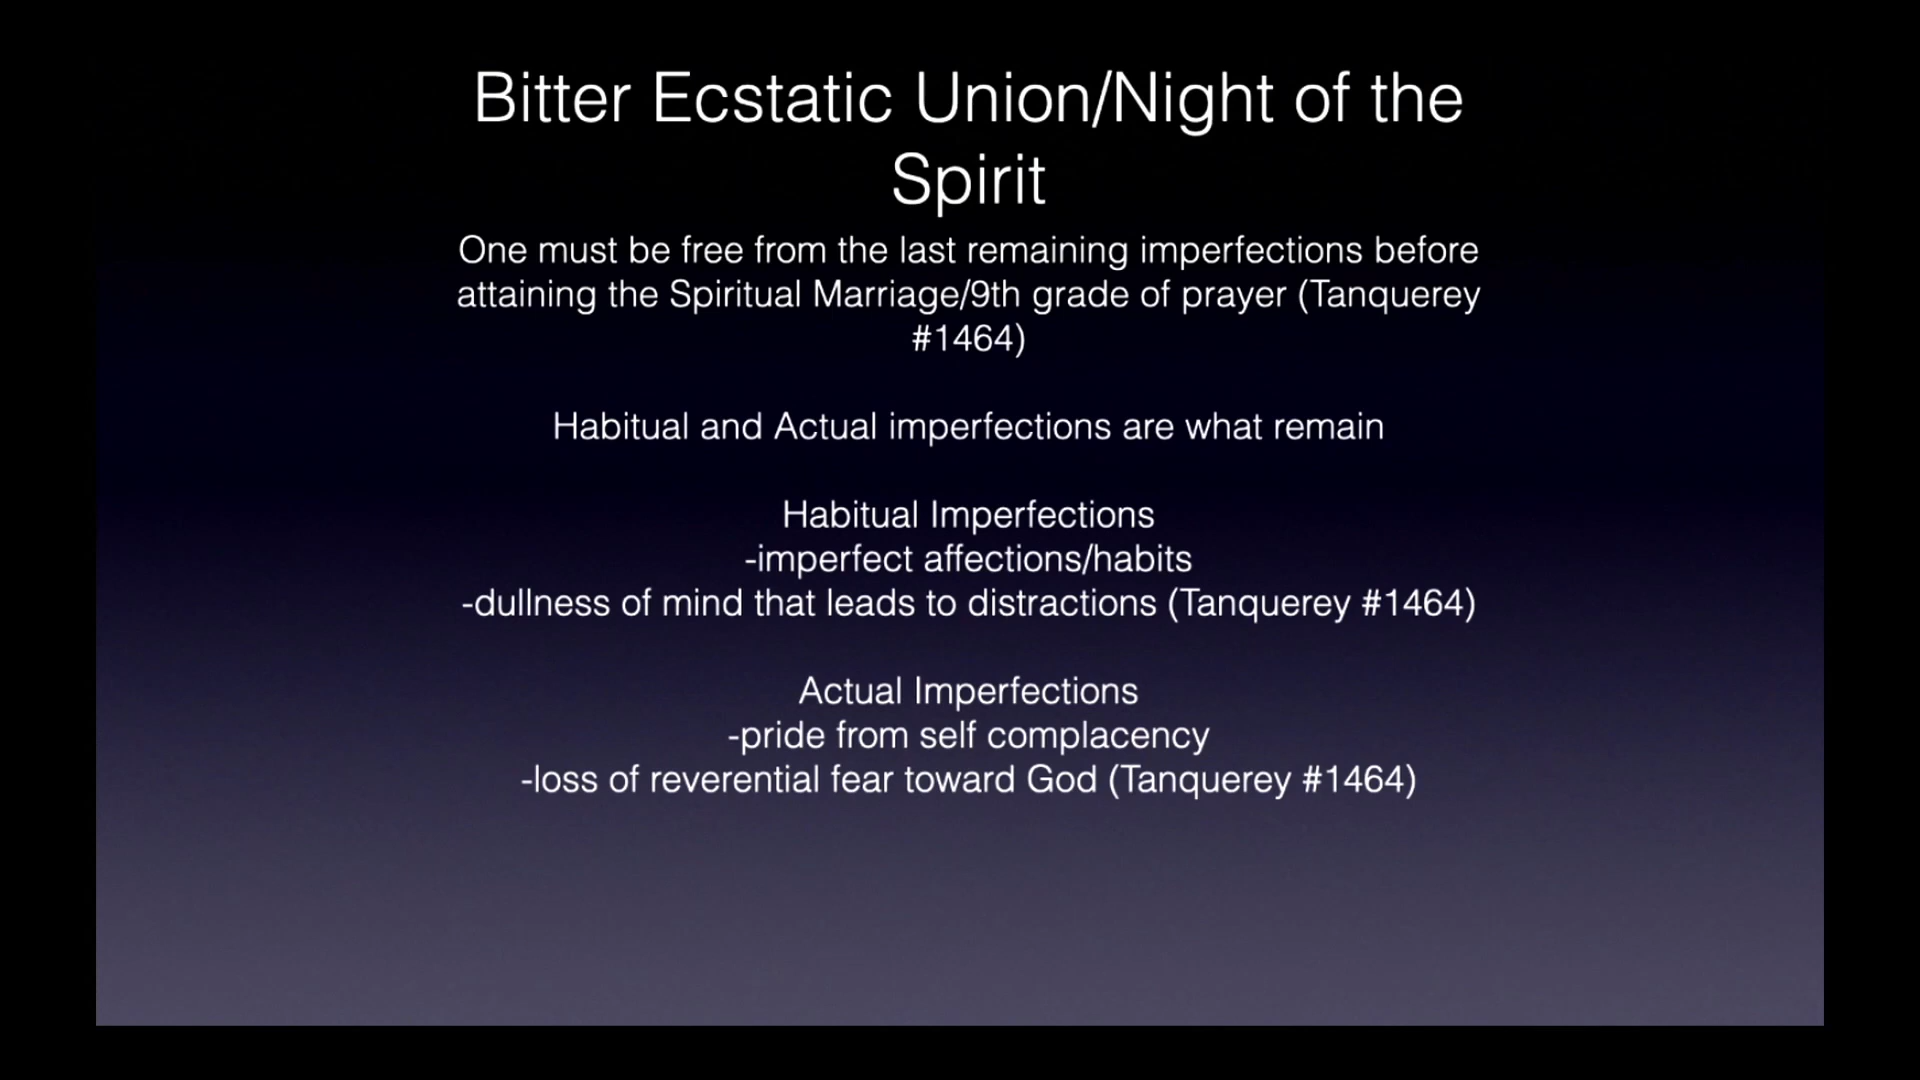 Bitter Ecstatic Union/Night of the
Spirit
One must be free from the last remaining imperfections before
attaining the Spiritual Marriage/9th grade of prayer (Tanquerey
#1464)
Habitual and Actual imperfections are what remain
Habitual Imperfections
-imperfect affections/habits
-dullness of mind that leads to distractions (Tanquerey #1464)
Actual Imperfections
-pride from self complacency
-loss of reverential fear toward God (Tanquerey #1464)